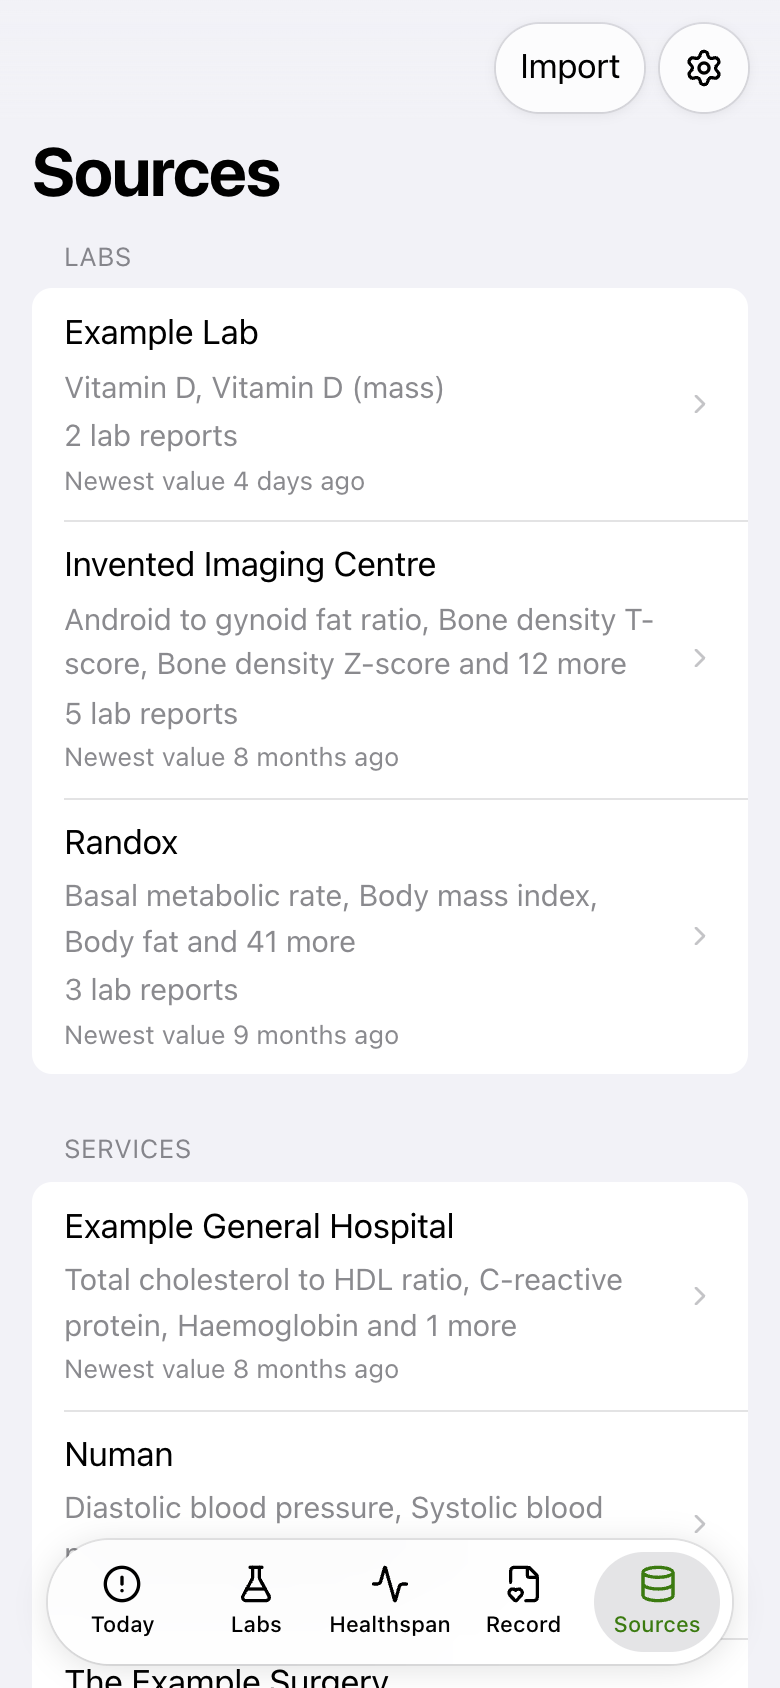 Import
Sources
LABS
Example Lab
Vitamin D, Vitamin D (mass)
2 lab reports
Newest value 4 days ago
Invented Imaging Centre
Android to gynoid fat ratio, Bone density T-
score, Bone density Z-score and 12 more
5 lab reports
Newest value 8 months ago
Randox
Basal metabolic rate, Body mass index,
Body fat and 41 more
3 lab reports
Newest value 9 months ago
SERVICES
Example General Hospital
Total cholesterol to HDL ratio, C-reactive
protein, Haemoglobin and 1 more
Newest value 8 months ago
Numan
Diastolic blood pressure, Systolic blood
Today
Labs
Healthspan
Record
Sources
The Example Surgery